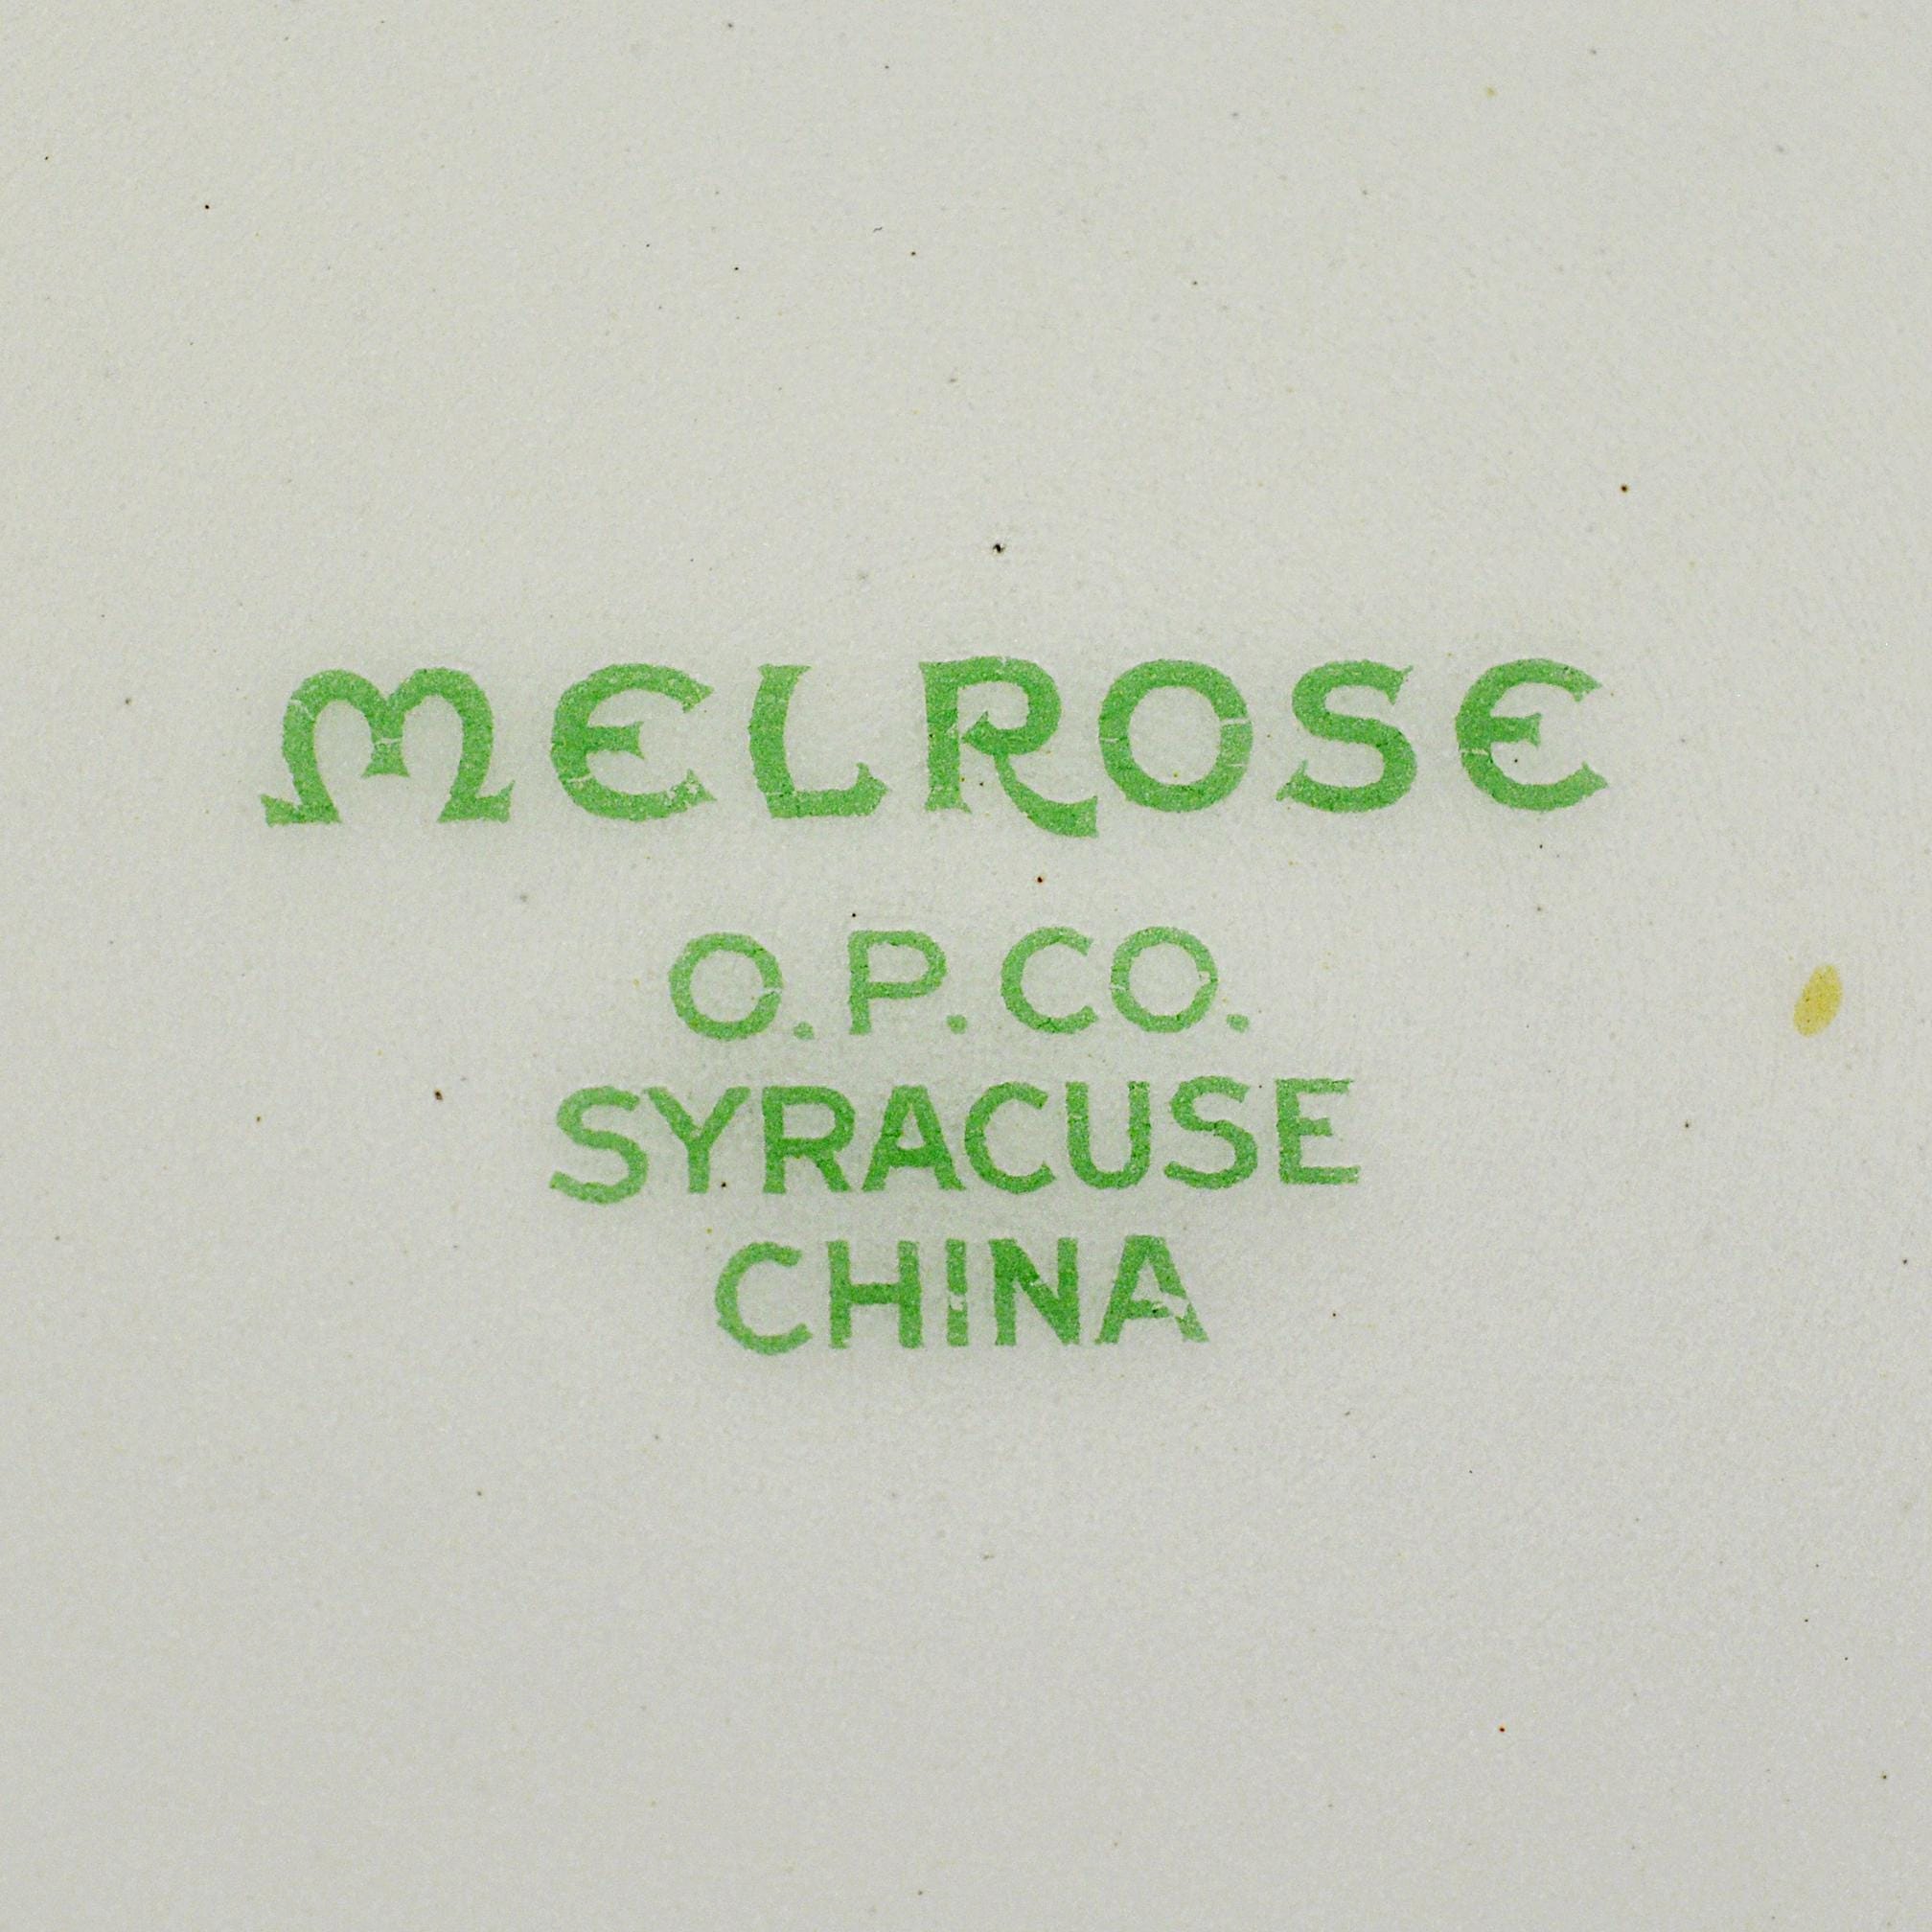 MELROSE
O.P.CO.
SYRACUSE
CHINA